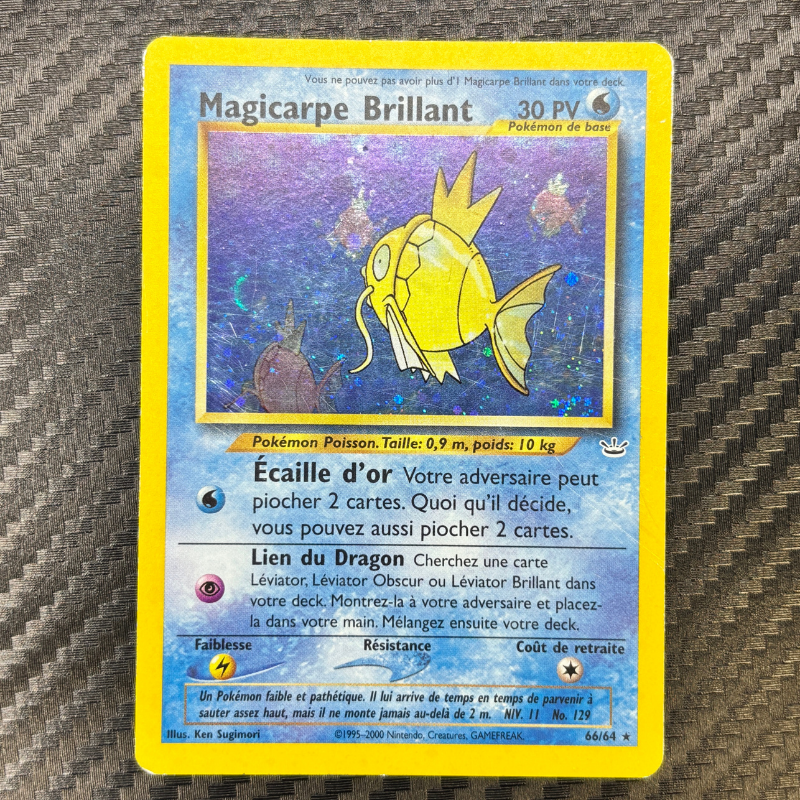 Vous ne pouvez pas avoir plus d'1 Magicarpe Brillant dans votre deck.
Magicarpe Brillant 30 PV
Pokémon de base
Pokémon Poisson. Taille: 0,9 m, poids: 10 kg
Écaille d'or Votre adversaire peut
piocher 2 cartes. Quoi qu'il décide,
vous pouvez aussi piocher 2 cartes.
Lien du Dragon Cherchez une carte
Léviator, Léviator Obscur ou Léviator Brillant dans
votre deck. Montrez-la à votre adversaire et placez-
la dans votre main. Mélangez ensuite votre deck.
Faiblesse Résistance Coût de retraite
Un Pokémon faible et pathétique. Il lui arrive de temps en temps de parvenir à
sauter assez haut, mais il ne monte jamais au-delà de 2 m. NIV. 11 No. 129
Illus. Ken Sugimori ©1995-2000 Nintendo, Creatures, GAMEFREAK. 66/64 ★